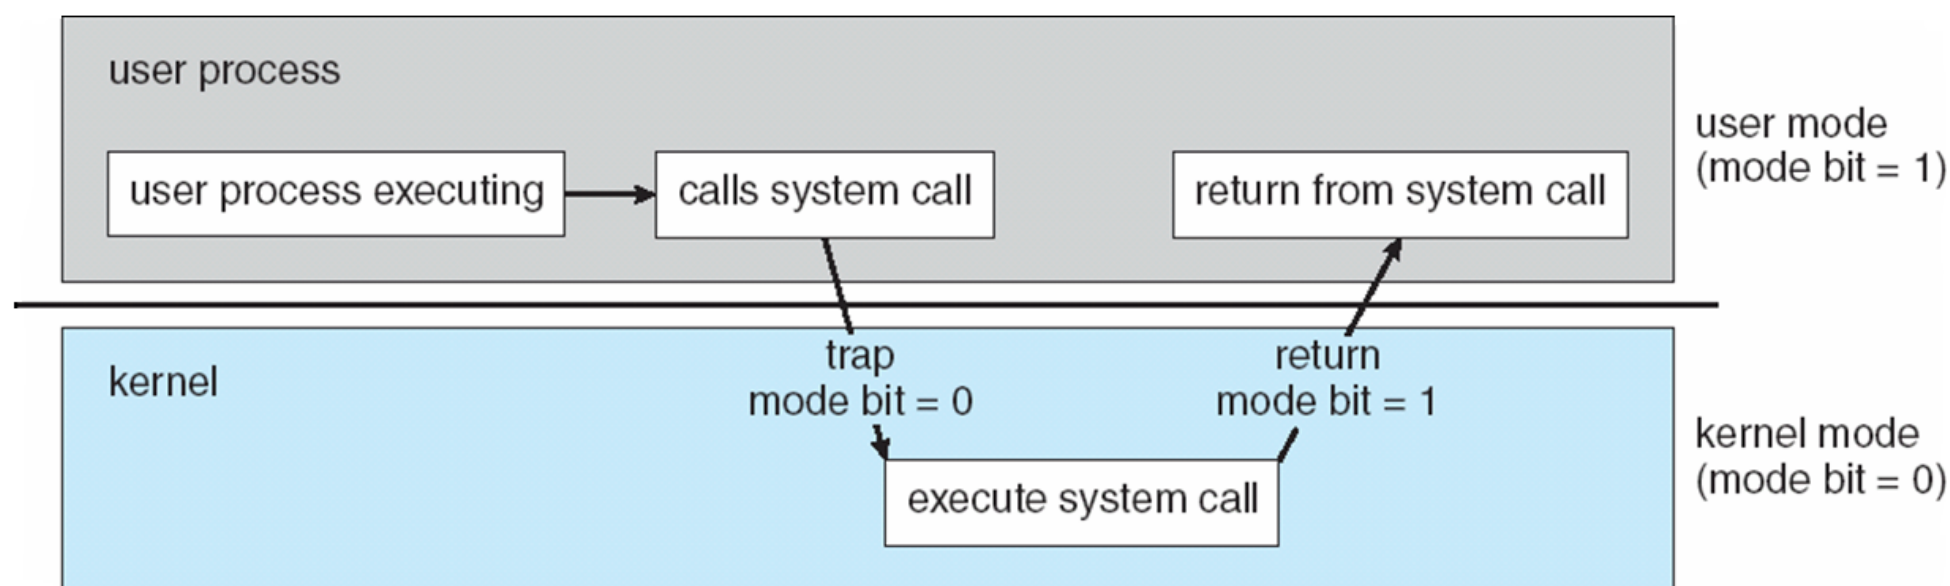 user process
user process executing
calls system call
return from system call
user mode
(mode bit = 1)
kernel
trap
mode bit = 0
return
mode bit = 1
execute system call
kernel mode
(mode bit = 0)